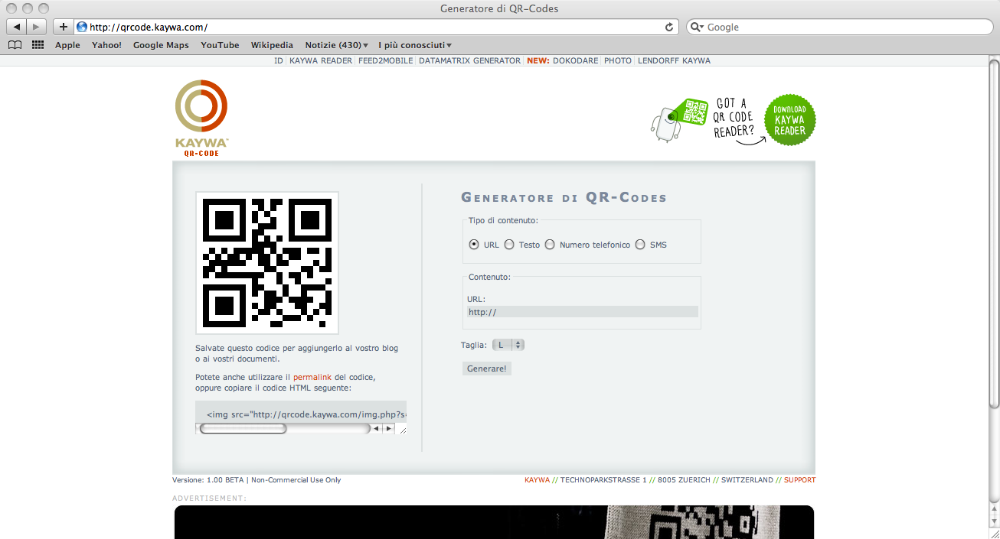 Generatore di QR-Codes
http://qrcode.kaywa.com/
Google
Apple Yahoo! Google Maps YouTube Wikipedia Notizie (430) I più conosciuti
ID KAYWA READER FEED2MOBILE DATAMATRIX GENERATOR NEW: DOKODARE PHOTO LENDORFF KAYWA
KAYWA™
QR-CODE
GOT A
QR CODE
READER?
DOWNLOAD
KAYWA
READER
Generatore di QR-Codes
Tipo di contenuto:
URL Testo Numero telefonico SMS
Contenuto:
URL:
http://
Taglia: L
Generare!
Salvate questo codice per aggiungerlo al vostro blog
o ai vostri documenti.
Potete anche utilizzare il permalink del codice,
oppure copiare il codice HTML seguente:
<img src="http://qrcode.kaywa.com/img.php?s=
Versione: 1.00 BETA | Non-Commercial Use Only
KAYWA // TECHNOPARKSTRASSE 1 // 8005 ZUERICH // SWITZERLAND // SUPPORT
ADVERTISEMENT: